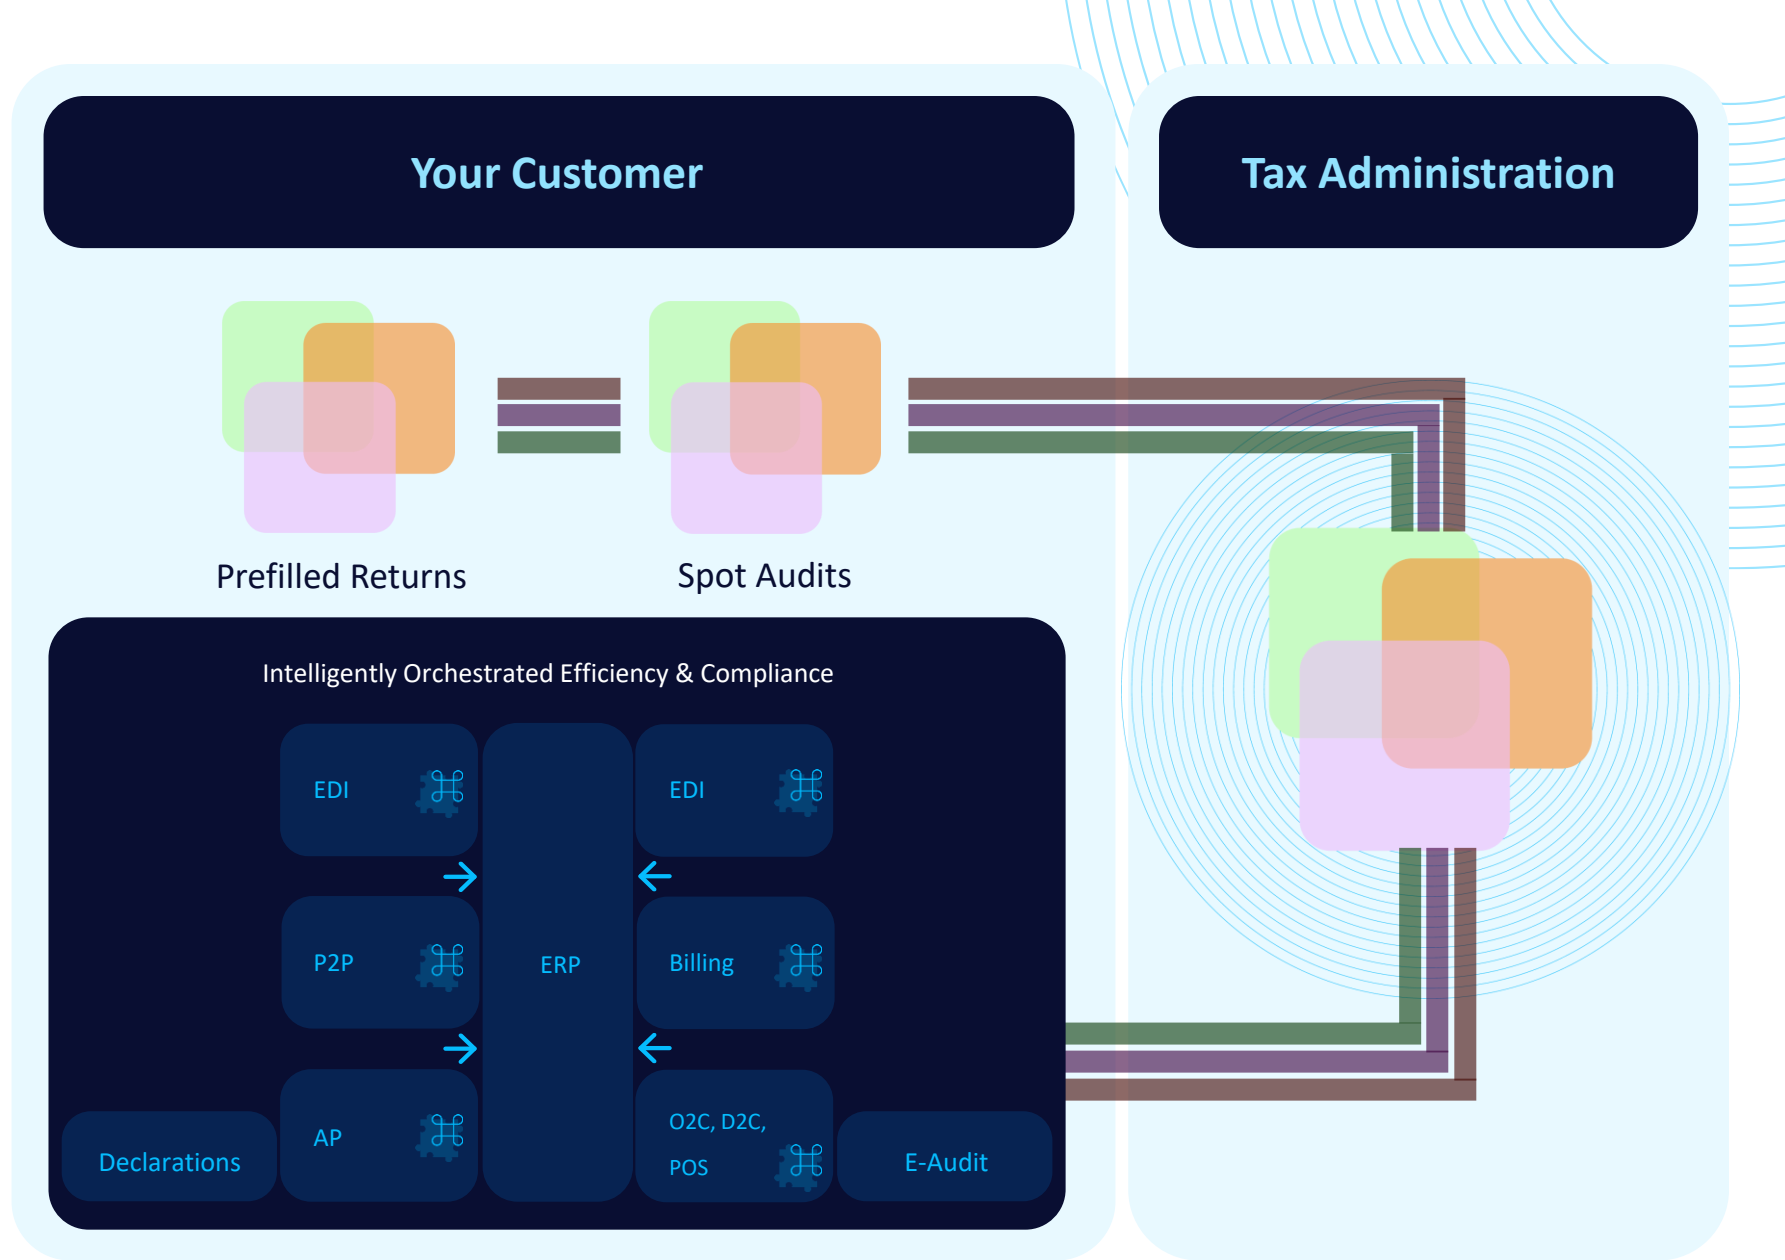 Your Customer
Tax Administration
Prefilled Returns
Spot Audits
Intelligently Orchestrated Efficiency & Compliance
EDI
EDI
P2P
ERP
Billing
AP
O2C, D2C,
POS
Declarations
E-Audit